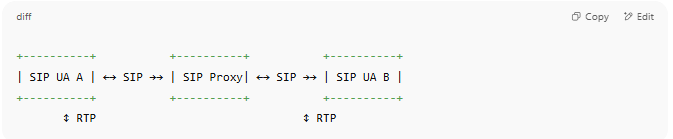 diff Copy Edit
+----------+ +----------+ +----------+
| SIP UA A | ↔ SIP →→ | SIP Proxy| ↔ SIP →→ | SIP UA B |
+----------+ +----------+ +----------+
↕ RTP ↕ RTP